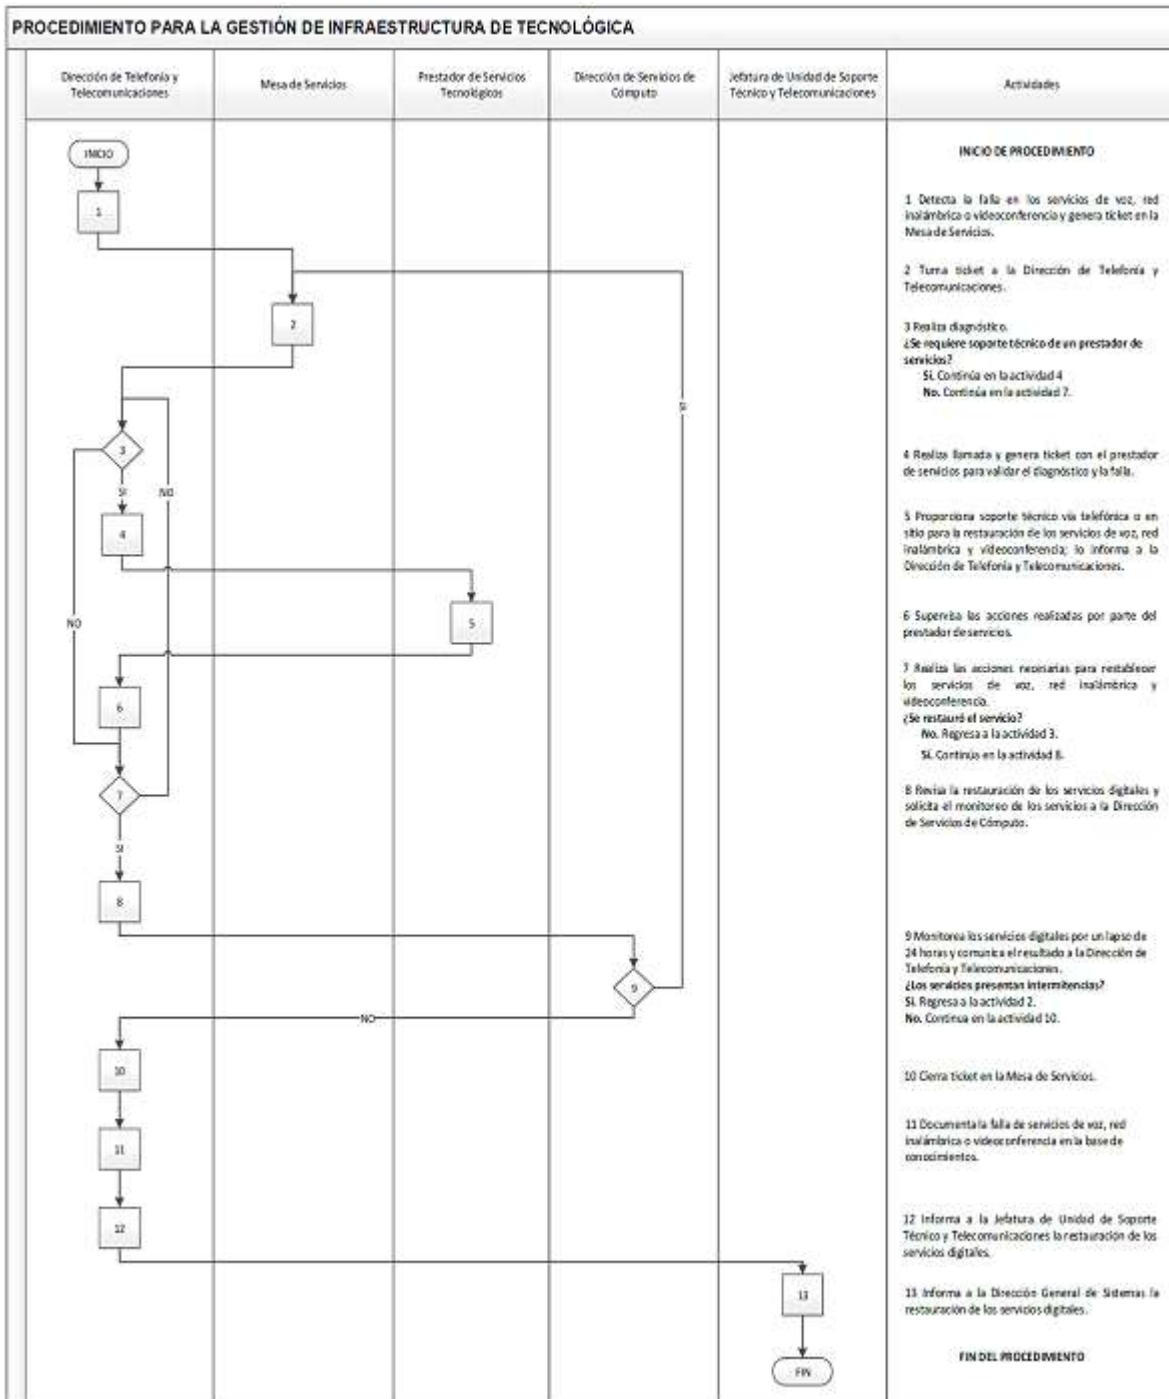 PROCEDIMIENTO PARA LA GESTIÓN DE INFRAESTRUCTURA DE TECNOLÓGICA
Dirección de Telefonía y
Telecomunicaciones
Mesa de Servicios
Prestador de Servicios
Tecnológicos
Dirección de Servicios de
Cómputo
Jefatura de Unidad de Soporte
Técnico y Telecomunicaciones
Actividades
INICIO
1
2
SI
3
SI
NO
4
NO
5
6
7
SI
8
9
NO
10
11
12
13
FIN
INICIO DE PROCEDIMIENTO
1 Detecta la falla en los servicios de voz, red
inalámbrica o videoconferencia y genera ticket en la
Mesa de Servicios.
2 Turna ticket a la Dirección de Telefonía y
Telecomunicaciones.
3 Realiza diagnóstico.
¿Se requiere soporte técnico de un prestador de
servicios?
Sí. Continúa en la actividad 4
No. Continúa en la actividad 7.
4 Realiza llamada y genera ticket con el prestador
de servicios para validar el diagnóstico y la falla.
5 Proporciona soporte técnico vía telefónica o en
sitio para la restauración de los servicios de voz, red
inalámbrica y videoconferencia; lo informa a la
Dirección de Telefonía y Telecomunicaciones.
6 Supervisa las acciones realizadas por parte del
prestador de servicios.
7 Realiza las acciones necesarias para restablecer
los servicios de voz, red inalámbrica y
videoconferencia.
¿Se restauró el servicio?
No. Regresa a la actividad 3.
Sí. Continúa en la actividad 8.
8 Revisa la restauración de los servicios digitales y
solicita el monitoreo de los servicios a la Dirección
de Servicios de Cómputo.
9 Monitorea los servicios digitales por un lapso de
24 horas y comunica el resultado a la Dirección de
Telefonía y Telecomunicaciones.
¿Los servicios presentan intermitencias?
Sí. Regresa a la actividad 2.
No. Continua en la actividad 10.
10 Cierra ticket en la Mesa de Servicios.
11 Documenta la falla de servicios de voz, red
inalámbrica o videoconferencia en la base de
conocimientos.
12 Informa a la Jefatura de Unidad de Soporte
Técnico y Telecomunicaciones la restauración de los
servicios digitales.
13 Informa a la Dirección General de Sistemas la
restauración de los servicios digitales.
FIN DEL PROCEDIMIENTO